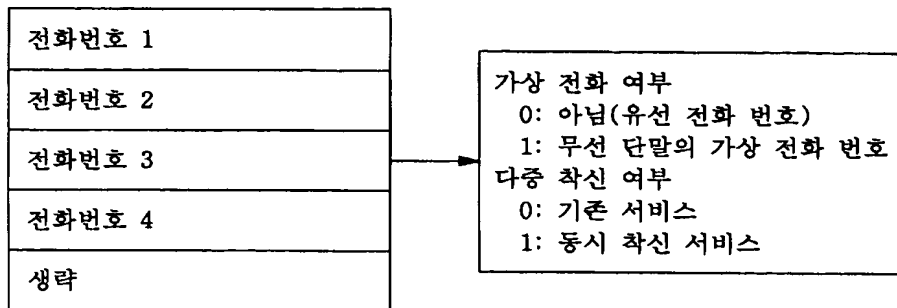 전화번호 1
전화번호 2
전화번호 3
전화번호 4
생략
가상 전화 여부
0: 아님(유선 전화 번호)
1: 무선 단말의 가상 전화 번호
다중 착신 여부
0: 기존 서비스
1: 동시 착신 서비스